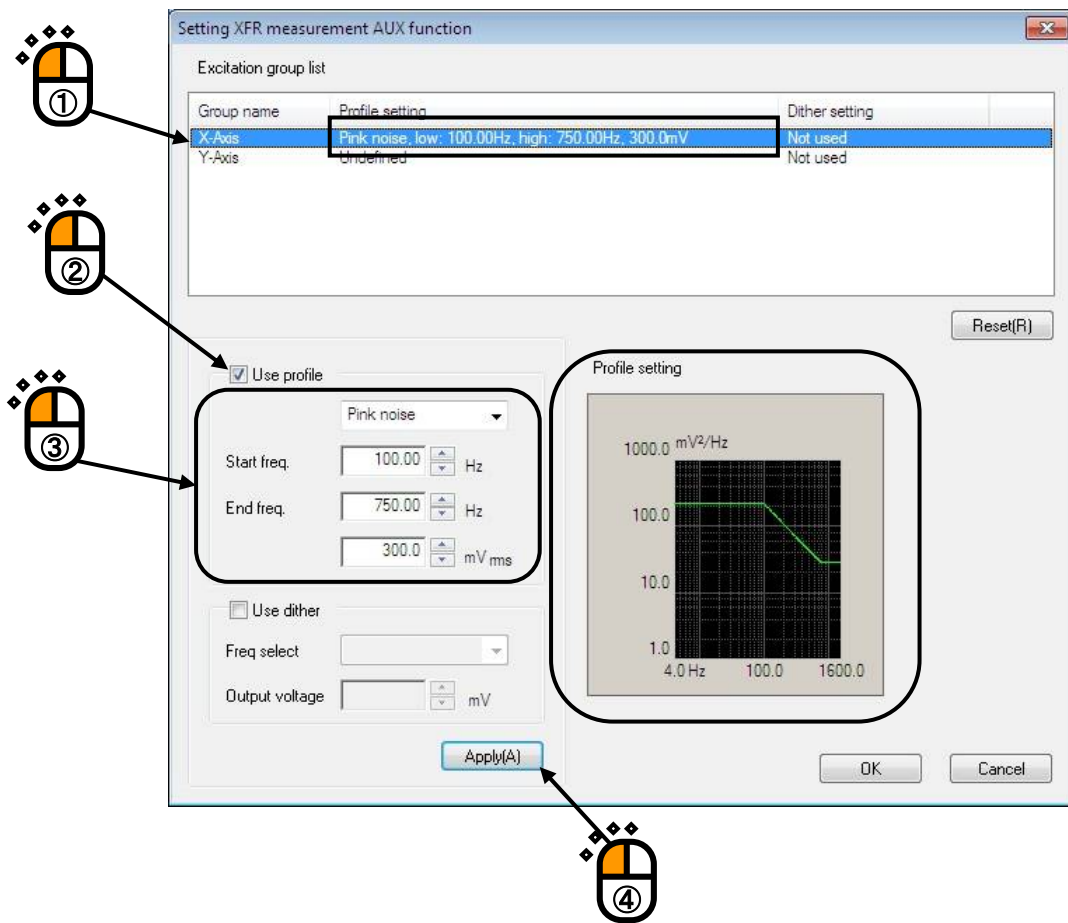 Setting XFR measurement AUX function
Excitation group list
Group name Profile setting Dither setting
① X-Axis Pink noise, low: 100.00Hz, high: 750.00Hz, 300.0mV Not used
Y-Axis Undefined Not used
②
Reset(R)
Use profile
Profile setting
③
Pink noise
Start freq. 100.00 Hz
End freq. 750.00 Hz
300.0 mV rms
1000.0 mV²/Hz
100.0
10.0
1.0
4.0 Hz 100.0 1600.0
Use dither
Freq select
Output voltage mV
Apply(A)
OK Cancel
④